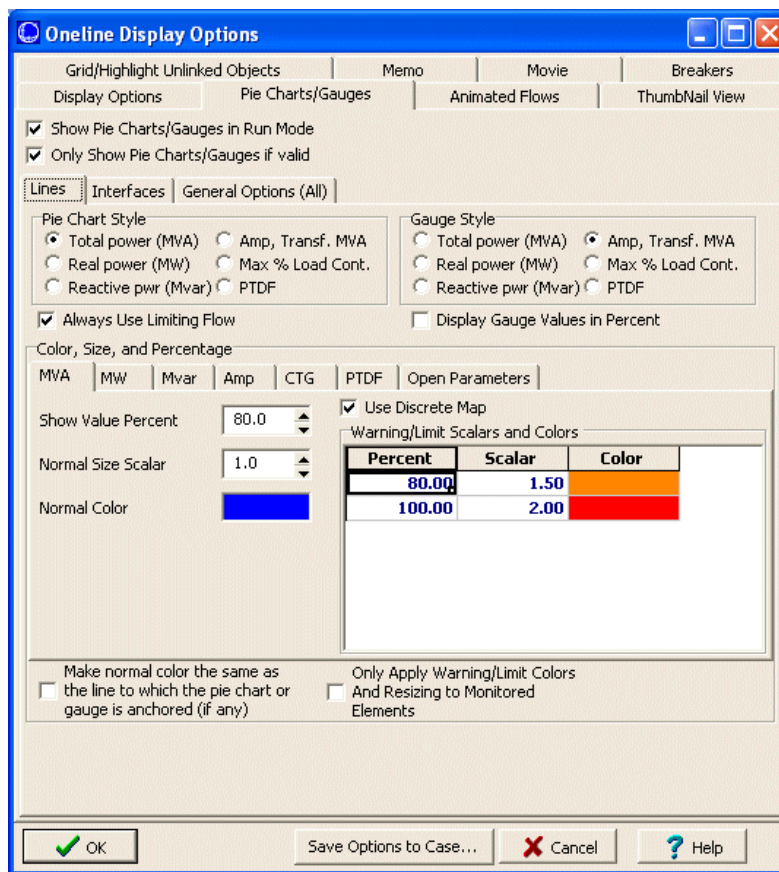 Oneline Display Options
Grid/Highlight Unlinked Objects Memo Movie Breakers
Display Options Pie Charts/Gauges Animated Flows ThumbNail View
Show Pie Charts/Gauges in Run Mode
Only Show Pie Charts/Gauges if valid
Lines Interfaces General Options (All)
Pie Chart Style Gauge Style
Total power (MVA) Amp, Transf. MVA Total power (MVA) Amp, Transf. MVA
Real power (MW) Max % Load Cont. Real power (MW) Max % Load Cont.
Reactive pwr (Mvar) PTDF Reactive pwr (Mvar) PTDF
Always Use Limiting Flow Display Gauge Values in Percent
Color, Size, and Percentage
MVA MW Mvar Amp CTG PTDF Open Parameters
Show Value Percent 80.0 Use Discrete Map
Warning/Limit Scalars and Colors
Normal Size Scalar 1.0 Percent Scalar Color
80.00 1.50
Normal Color 100.00 2.00
Make normal color the same as
the line to which the pie chart or
gauge is anchored (if any)
Only Apply Warning/Limit Colors
And Resizing to Monitored
Elements
OK Save Options to Case... Cancel ? Help